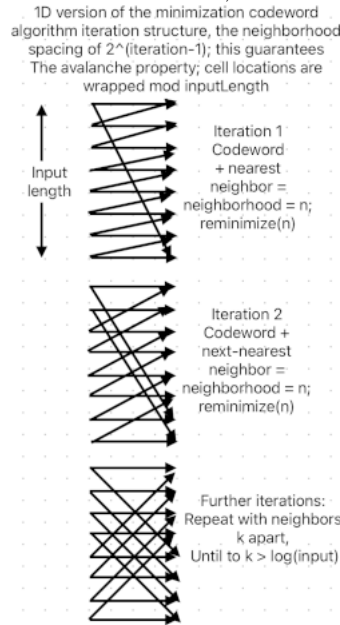 1D version of the minimization codeword
algorithm iteration structure, the neighborhood
spacing of 2^(iteration-1); this guarantees
The avalanche property; cell locations are
wrapped mod inputLength
Input
length
Iteration 1
Codeword
+ nearest
neighbor =
neighborhood = n;
reminimize(n)
Iteration 2
Codeword +
next-nearest
neighbor =
neighborhood = n;
reminimize(n)
Further iterations:
Repeat with neighbors
k apart,
Until to k > log(input)